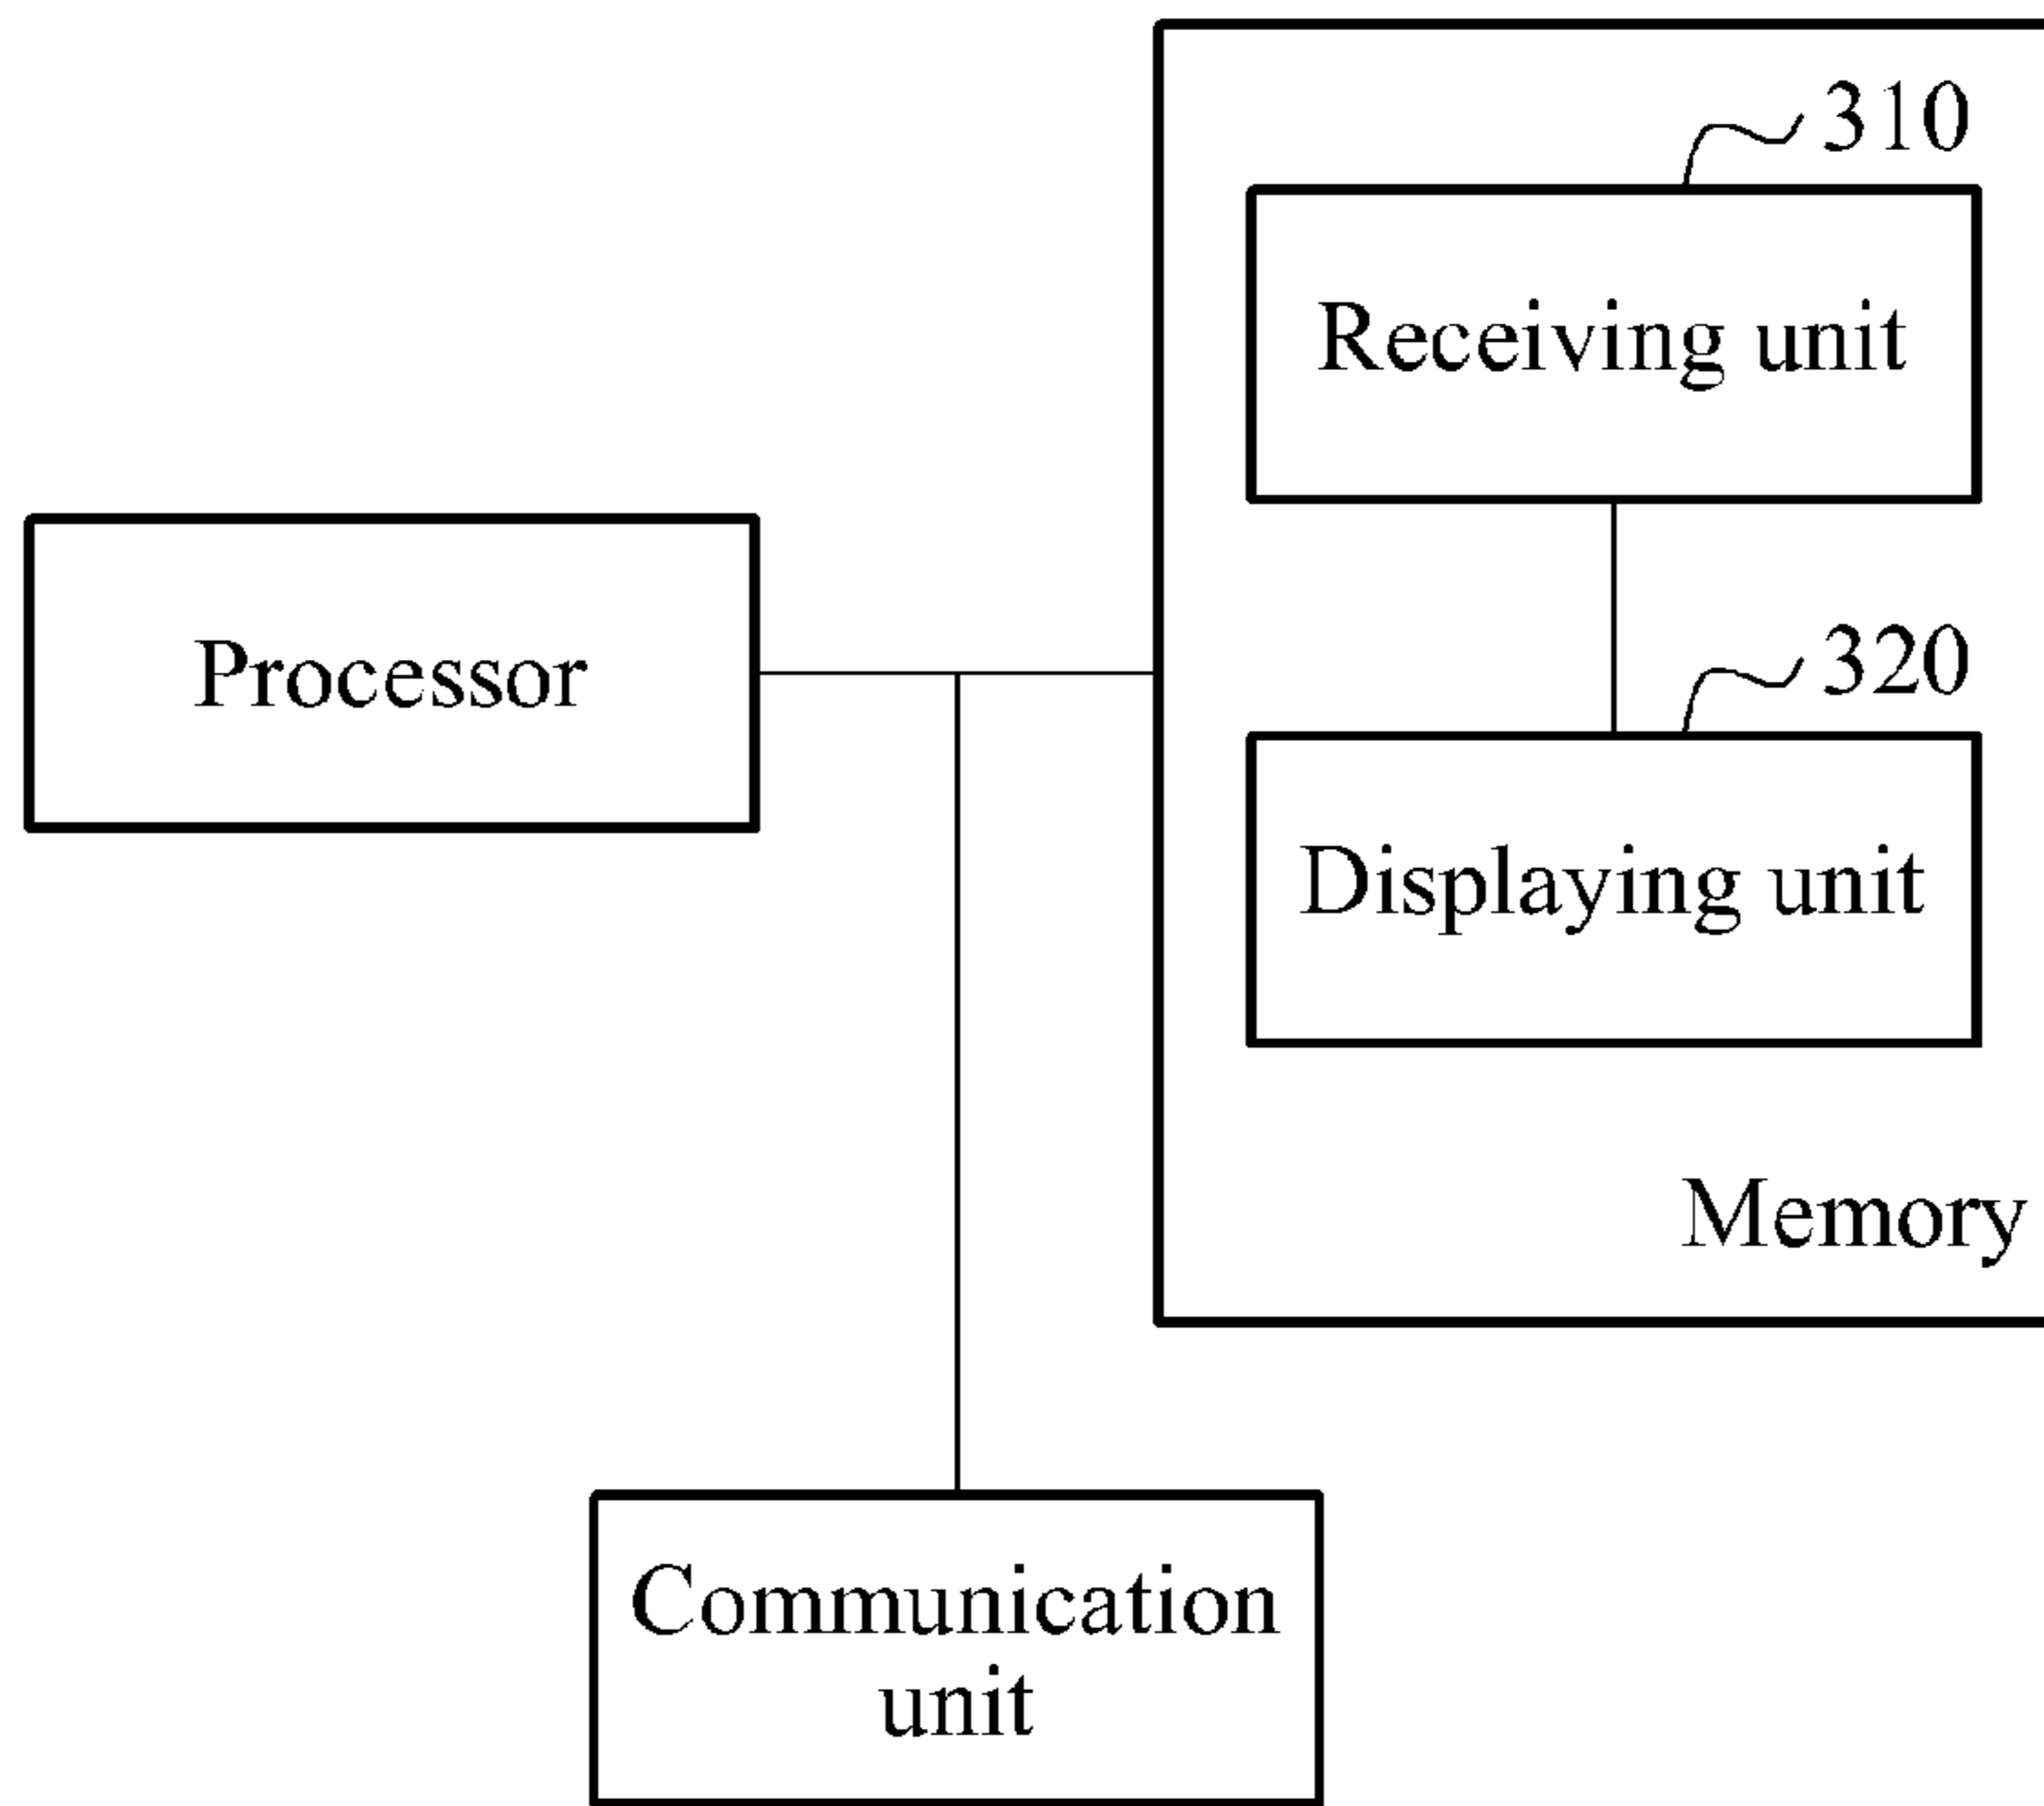 310
Receiving unit
Processor
320
Displaying unit
Memory
Communication
unit